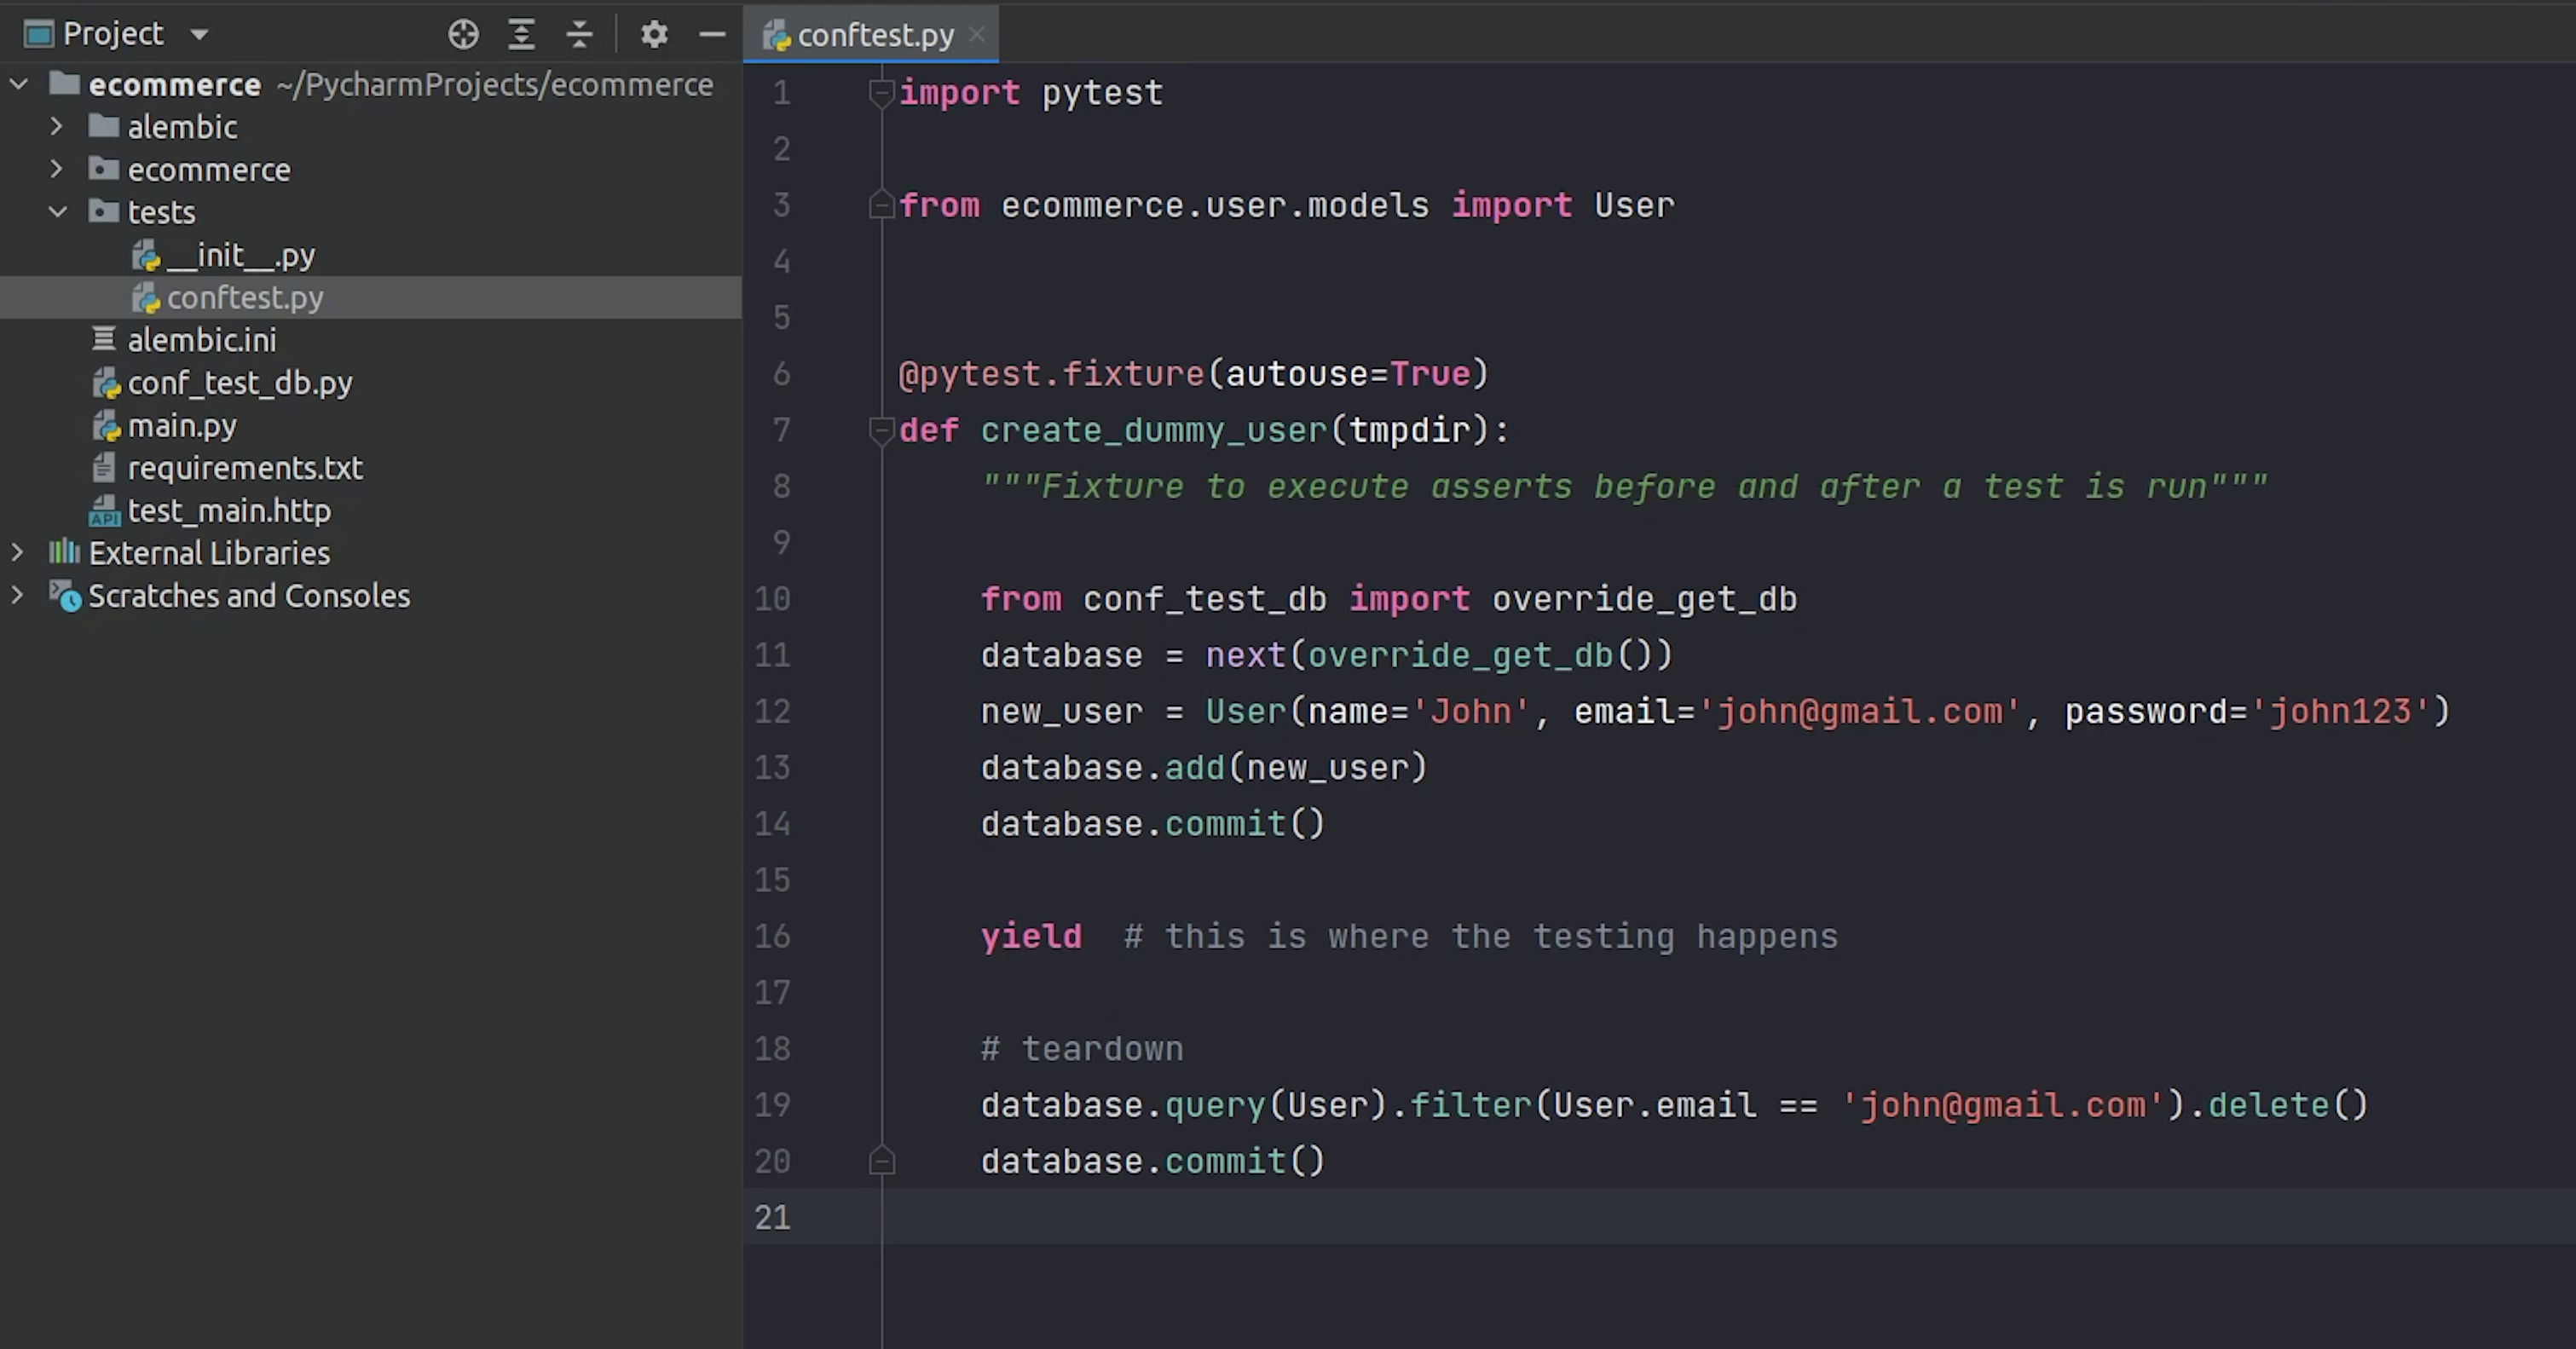 Project
ecommerce ~/PycharmProjects/ecommerce
alembic
ecommerce
tests
__init__.py
conftest.py
alembic.ini
conf_test_db.py
main.py
requirements.txt
API test_main.http
External Libraries
Scratches and Consoles
conftest.py
1 import pytest
2
3 from ecommerce.user.models import User
4
5
6 @pytest.fixture(autouse=True)
7 def create_dummy_user(tmpdir):
8     """Fixture to execute asserts before and after a test is run"""
9
10     from conf_test_db import override_get_db
11     database = next(override_get_db())
12     new_user = User(name='John', email='john@gmail.com', password='john123')
13     database.add(new_user)
14     database.commit()
15
16     yield  # this is where the testing happens
17
18     # teardown
19     database.query(User).filter(User.email == 'john@gmail.com').delete()
20     database.commit()
21